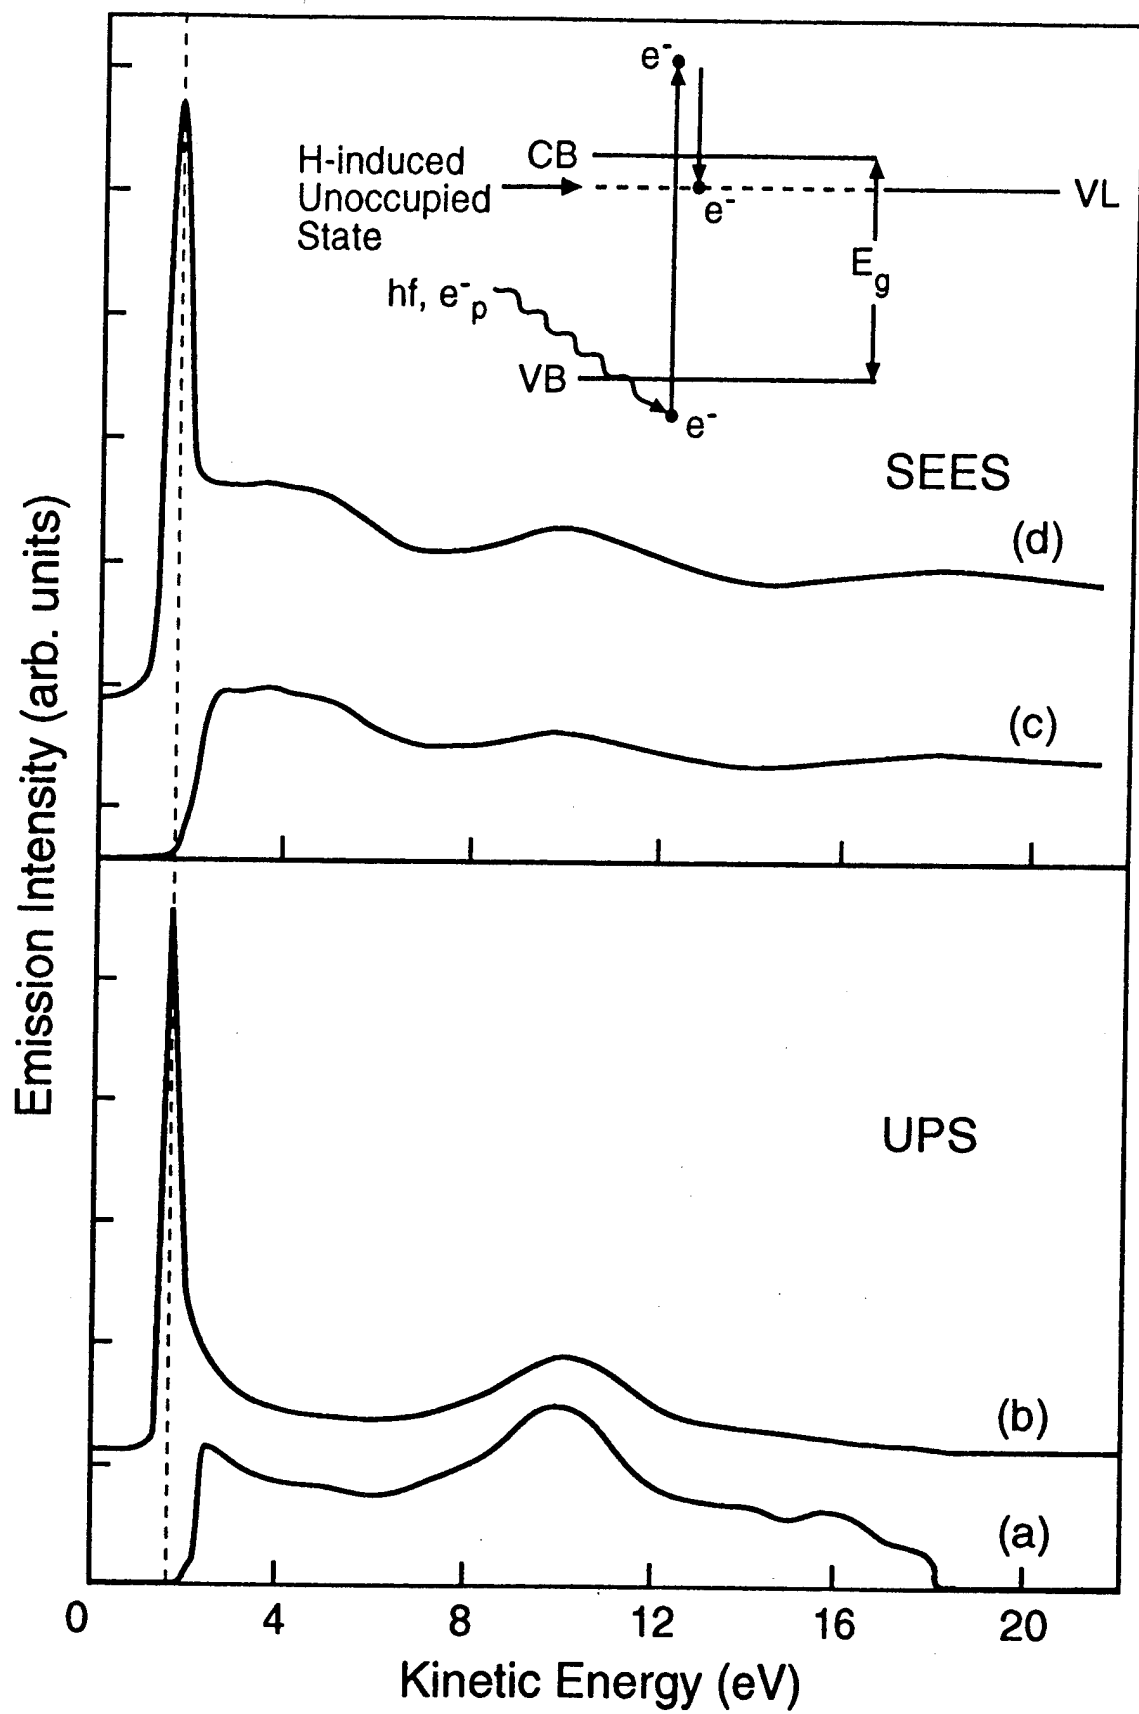 e⁻
H-induced
Unoccupied
State
CB
VL
e⁻
E_g
hf, e⁻_p
VB
e⁻
SEES
(d)
(c)
Emission Intensity (arb. units)
UPS
(b)
(a)
0 4 8 12 16 20
Kinetic Energy (eV)